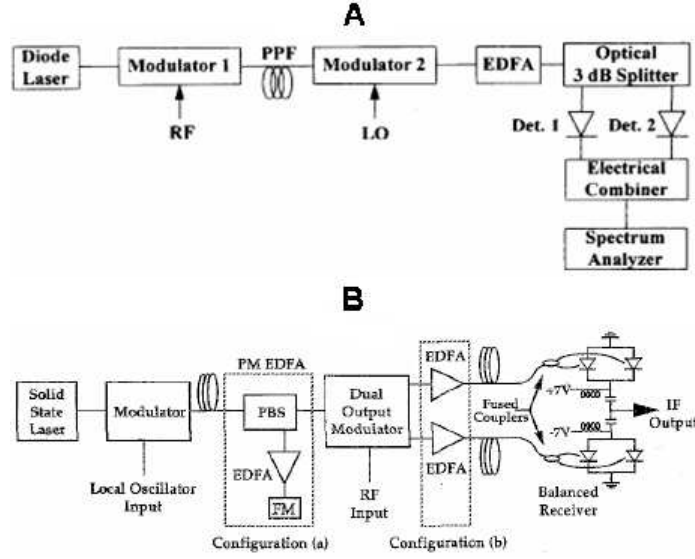 A
Diode
Laser
Modulator 1
PPF
Modulator 2
EDFA
Optical
3 dB Splitter
RF
LO
Det. 1
Det. 2
Electrical
Combiner
Spectrum
Analyzer
B
PM EDFA
Solid
State
Laser
Modulator
PBS
EDFA
FM
Dual
Output
Modulator
EDFA
EDFA
Fused
Couplers
+7V
-7V
IF
Output
Local Oscillator
Input
RF
Input
Balanced
Receiver
Configuration (a)
Configuration (b)